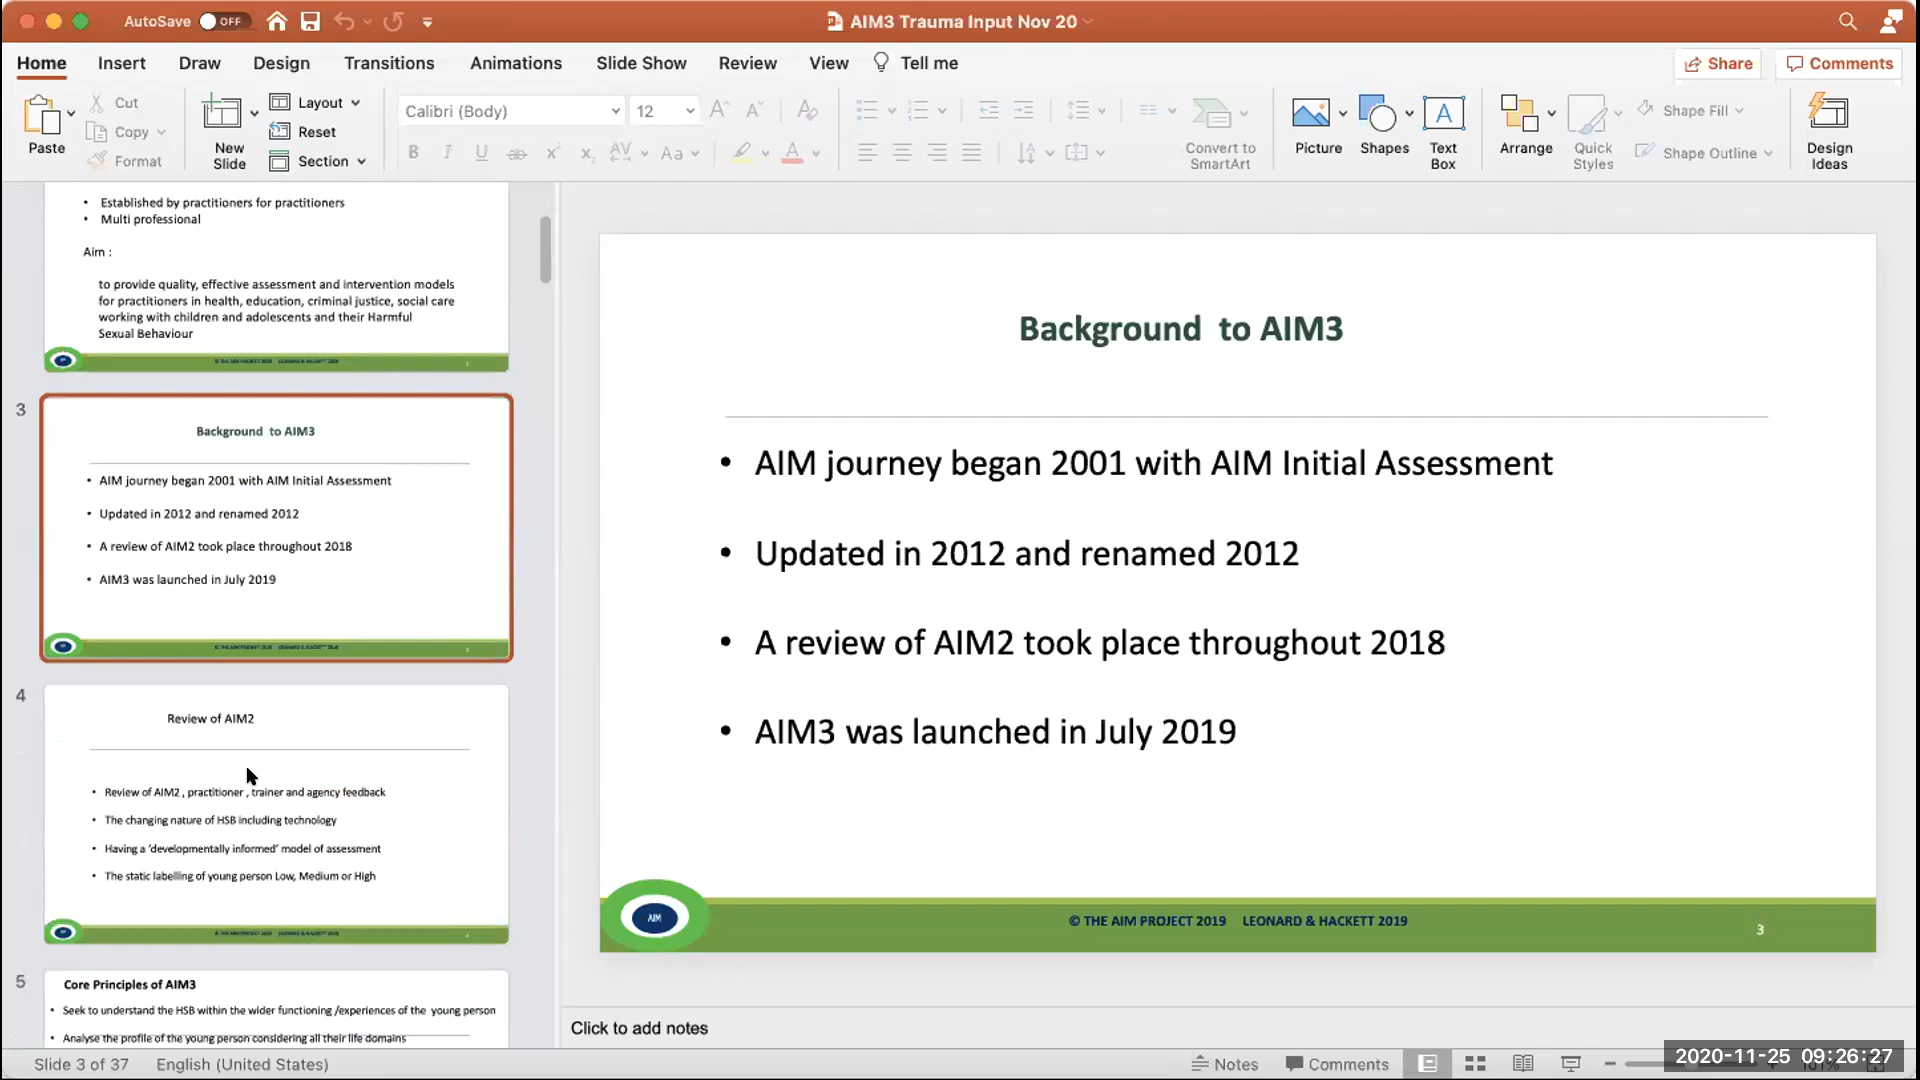 AutoSave OFF
AIM3 Trauma Input Nov 20
Home Insert Draw Design Transitions Animations Slide Show Review View Tell me
Share Comments
Paste
Cut
Copy
Format
New Slide
Layout
Reset
Section
Calibri (Body) 12
Convert to SmartArt
Picture
Shapes
Text Box
Arrange
Quick Styles
Shape Fill
Shape Outline
Design Ideas
• Established by practitioners for practitioners
• Multi professional
Aim :
to provide quality, effective assessment and intervention models
for practitioners in health, education, criminal justice, social care
working with children and adolescents and their Harmful
Sexual Behaviour
3
Background to AIM3
• AIM journey began 2001 with AIM Initial Assessment
• Updated in 2012 and renamed 2012
• A review of AIM2 took place throughout 2018
• AIM3 was launched in July 2019
4
Review of AIM2
• Review of AIM2 , practitioner , trainer and agency feedback
• The changing nature of HSB including technology
• Having a ‘developmentally informed’ model of assessment
• The static labelling of young person Low, Medium or High
5
Core Principles of AIM3
• Seek to understand the HSB within the wider functioning /experiences of the young person
• Analyse the profile of the young person considering all their life domains
Background to AIM3
• AIM journey began 2001 with AIM Initial Assessment
• Updated in 2012 and renamed 2012
• A review of AIM2 took place throughout 2018
• AIM3 was launched in July 2019
AIM
© THE AIM PROJECT 2019 LEONARD & HACKETT 2019
3
Click to add notes
Slide 3 of 37 English (United States)
Notes Comments
2020-11-25 09:26:27